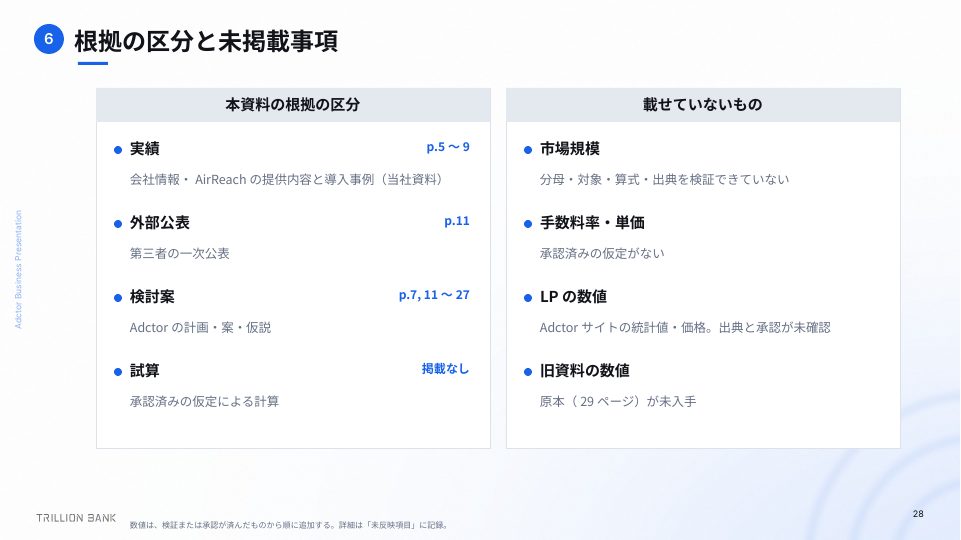 6 根拠の区分と未掲載事項
本資料の根拠の区分
実績 p.5 〜 9
会社情報・ AirReach の提供内容と導入事例（当社資料）
外部公表 p.11
第三者の一次公表
検討案 p.7, 11 〜 27
Adctor の計画・案・仮説
試算 掲載なし
承認済みの仮定による計算
載せていないもの
市場規模
分母・対象・算式・出典を検証できていない
手数料率・単価
承認済みの仮定がない
LP の数値
Adctor サイトの統計値・価格。出典と承認が未確認
旧資料の数値
原本（ 29 ページ）が未入手
Adctor Business Presentation
TRILLION BANK
数値は、検証または承認が済んだものから順に追加する。詳細は「未反映項目」に記録。
28